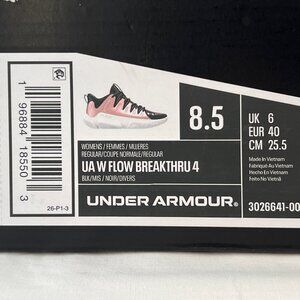 1 96884 18550 3
26-P1-3
8.5
UK 6
EUR 40
CM 25.5
WOMENS / FEMMES / MUJERES
REGULAR/COUPE NORMALE/REGULAR
UA W FLOW BREAKTHRU 4
BLK/MIS / NOIR/DIVERS
Made in Vietnam
Fabriqué au Vietnam
Hecho en Vietnam
Feito no Vietnã
UNDER ARMOUR®
3026641-00